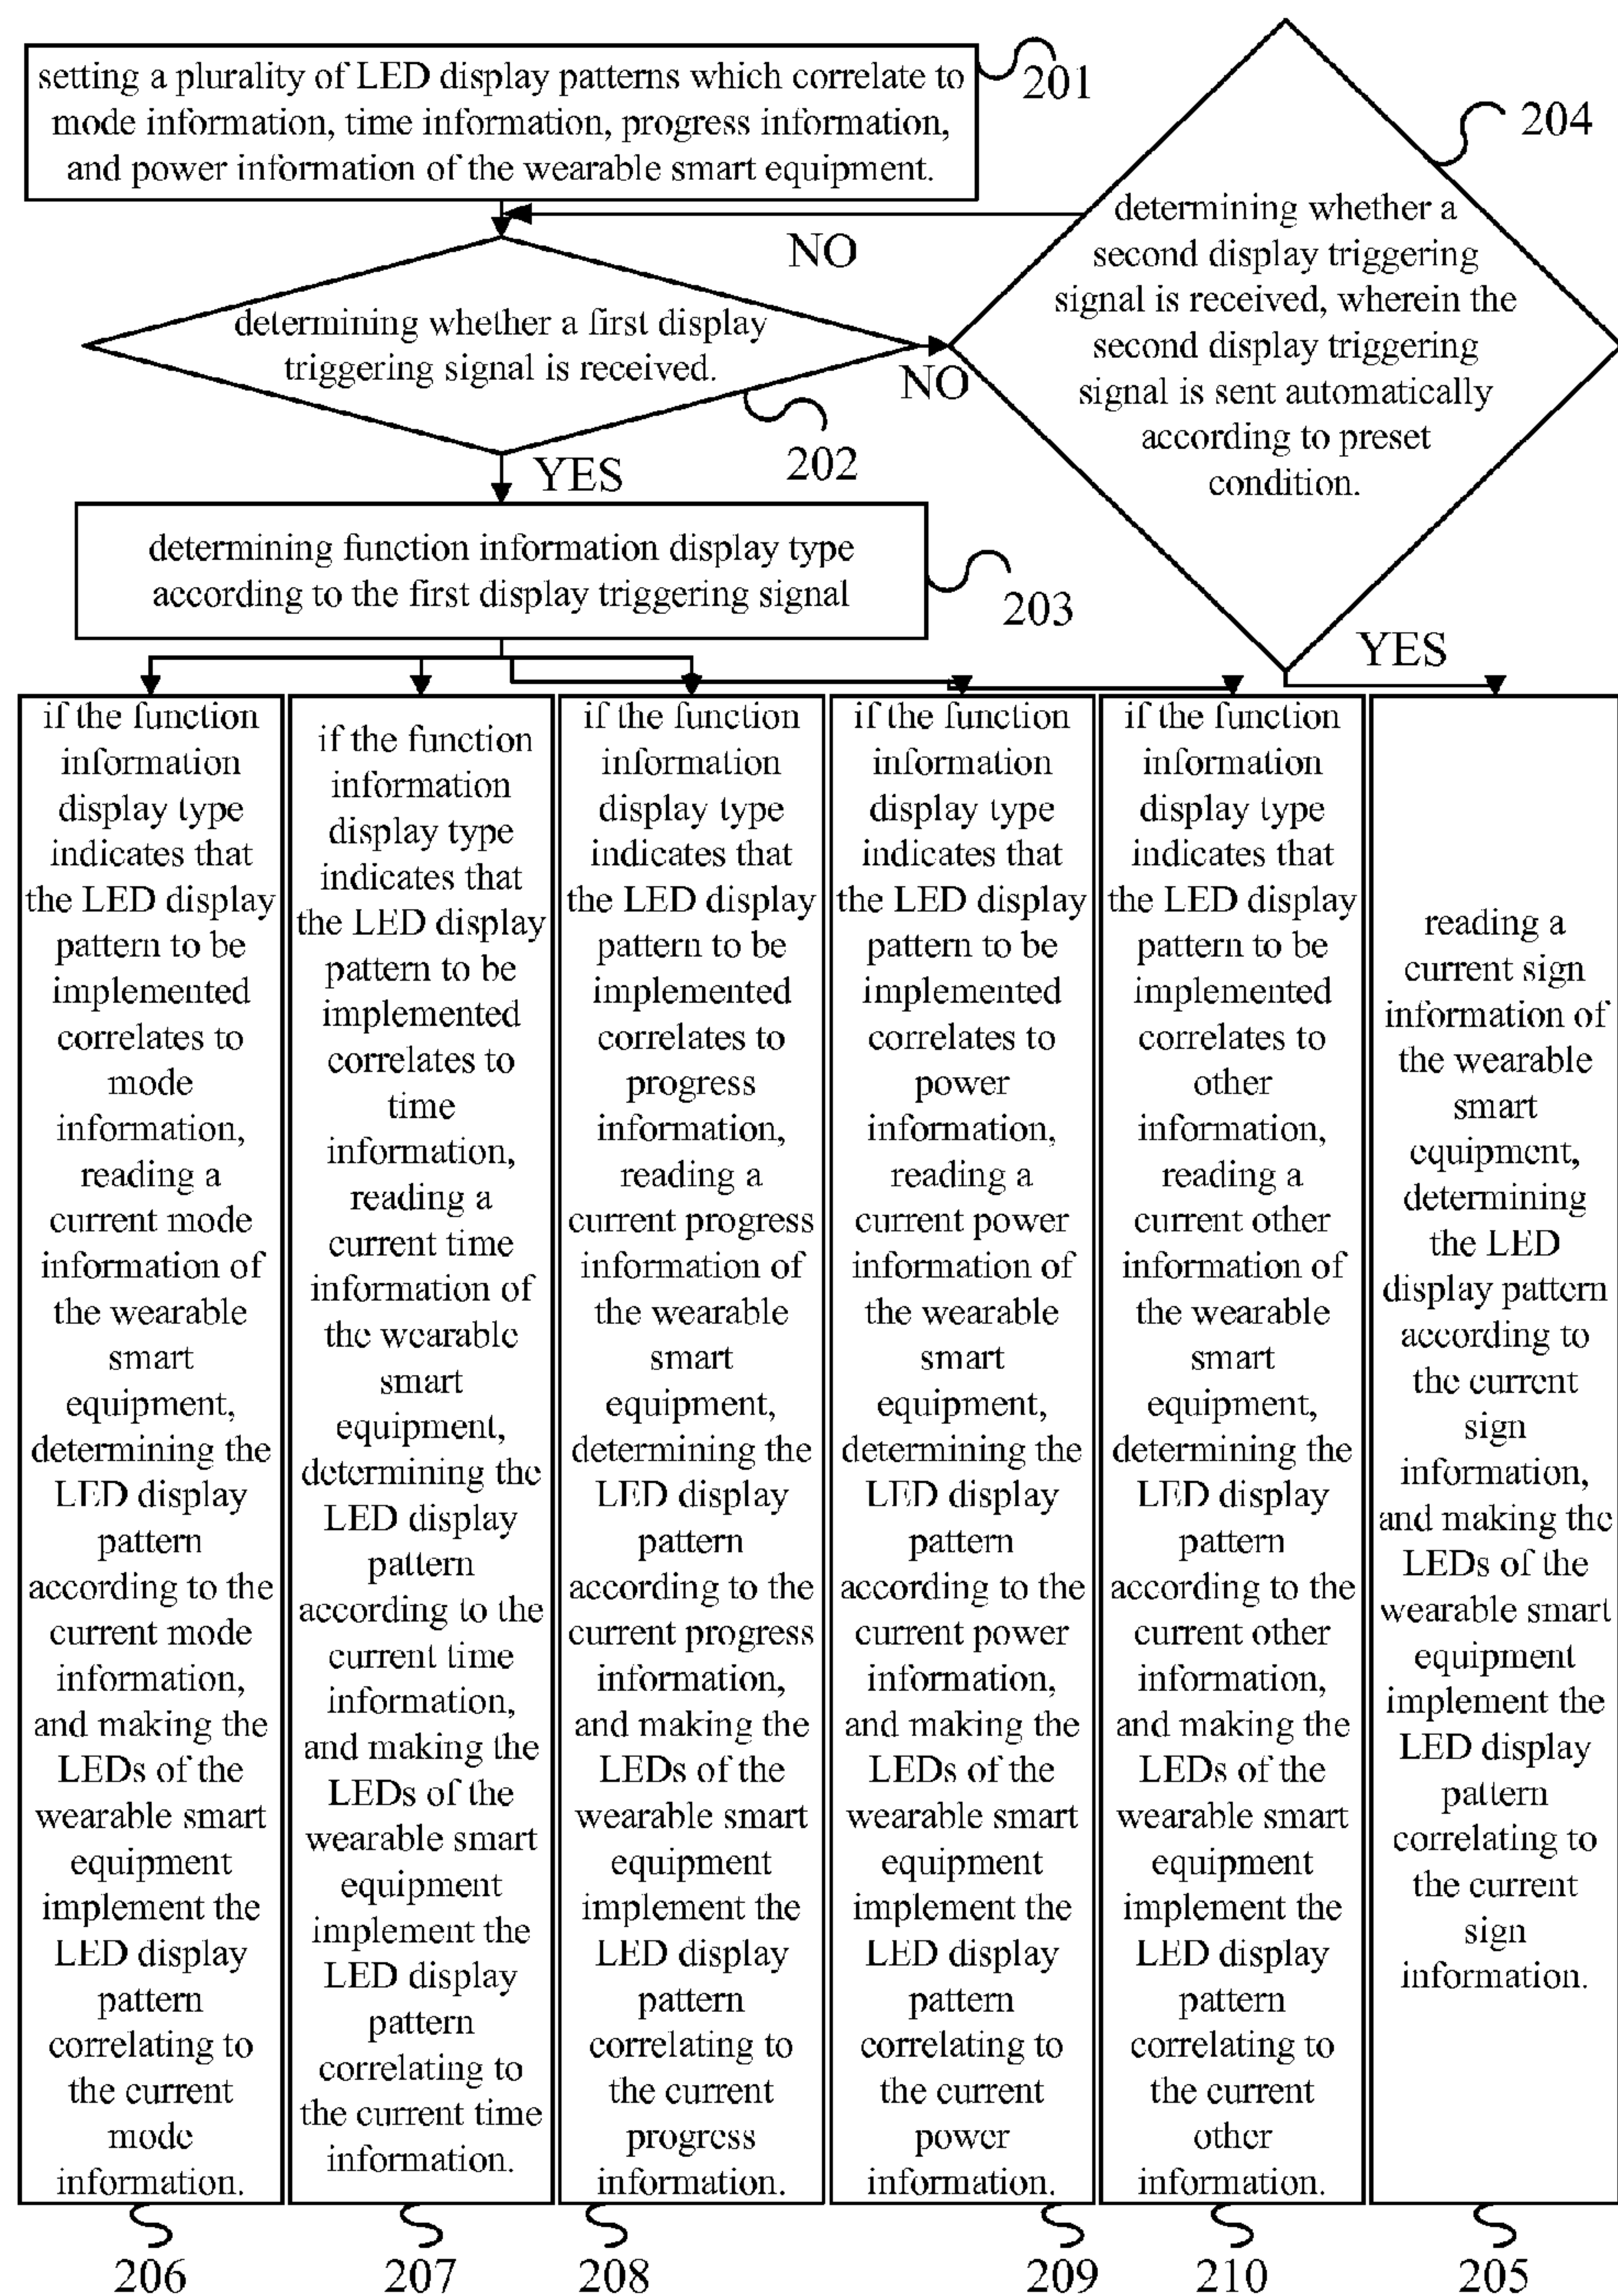 setting a plurality of LED display patterns which correlate to
mode information, time information, progress information,
and power information of the wearable smart equipment.
201
204
determining whether a
second display triggering
signal is received, wherein the
second display triggering
signal is sent automatically
according to preset
condition.
NO
determining whether a first display
triggering signal is received.
NO
202
YES
determining function information display type
according to the first display triggering signal
203
YES
if the function
information
display type
indicates that
the LED display
pattern to be
implemented
correlates to
mode
information,
reading a
current mode
information of
the wearable
smart
equipment,
determining the
LED display
pattern
according to the
current mode
information,
and making the
LEDs of the
wearable smart
equipment
implement the
LED display
pattern
correlating to
the current
mode
information.
if the function
information
display type
indicates that
the LED display
pattern to be
implemented
correlates to
time
information,
reading a
current time
information of
the wearable
smart
equipment,
determining the
LED display
pattern
according to the
current time
information,
and making the
LEDs of the
wearable smart
equipment
implement the
LED display
pattern
correlating to
the current time
information.
if the function
information
display type
indicates that
the LED display
pattern to be
implemented
correlates to
progress
information,
reading a
current progress
information of
the wearable
smart
equipment,
determining the
LED display
pattern
according to the
current progress
information,
and making the
LEDs of the
wearable smart
equipment
implement the
LED display
pattern
correlating to
the current
progress
information.
if the function
information
display type
indicates that
the LED display
pattern to be
implemented
correlates to
power
information,
reading a
current power
information of
the wearable
smart
equipment,
determining the
LED display
pattern
according to the
current power
information,
and making the
LEDs of the
wearable smart
equipment
implement the
LED display
pattern
correlating to
the current
power
information.
if the function
information
display type
indicates that
the LED display
pattern to be
implemented
correlates to
other
information,
reading a
current other
information of
the wearable
smart
equipment,
determining the
LED display
pattern
according to the
current other
information,
and making the
LEDs of the
wearable smart
equipment
implement the
LED display
pattern
correlating to
the current
other
information.
reading a
current sign
information of
the wearable
smart
equipment,
determining
the LED
display pattern
according to
the current
sign
information,
and making the
LEDs of the
wearable smart
equipment
implement the
LED display
pattern
correlating to
the current
sign
information.
206
207
208
209
210
205